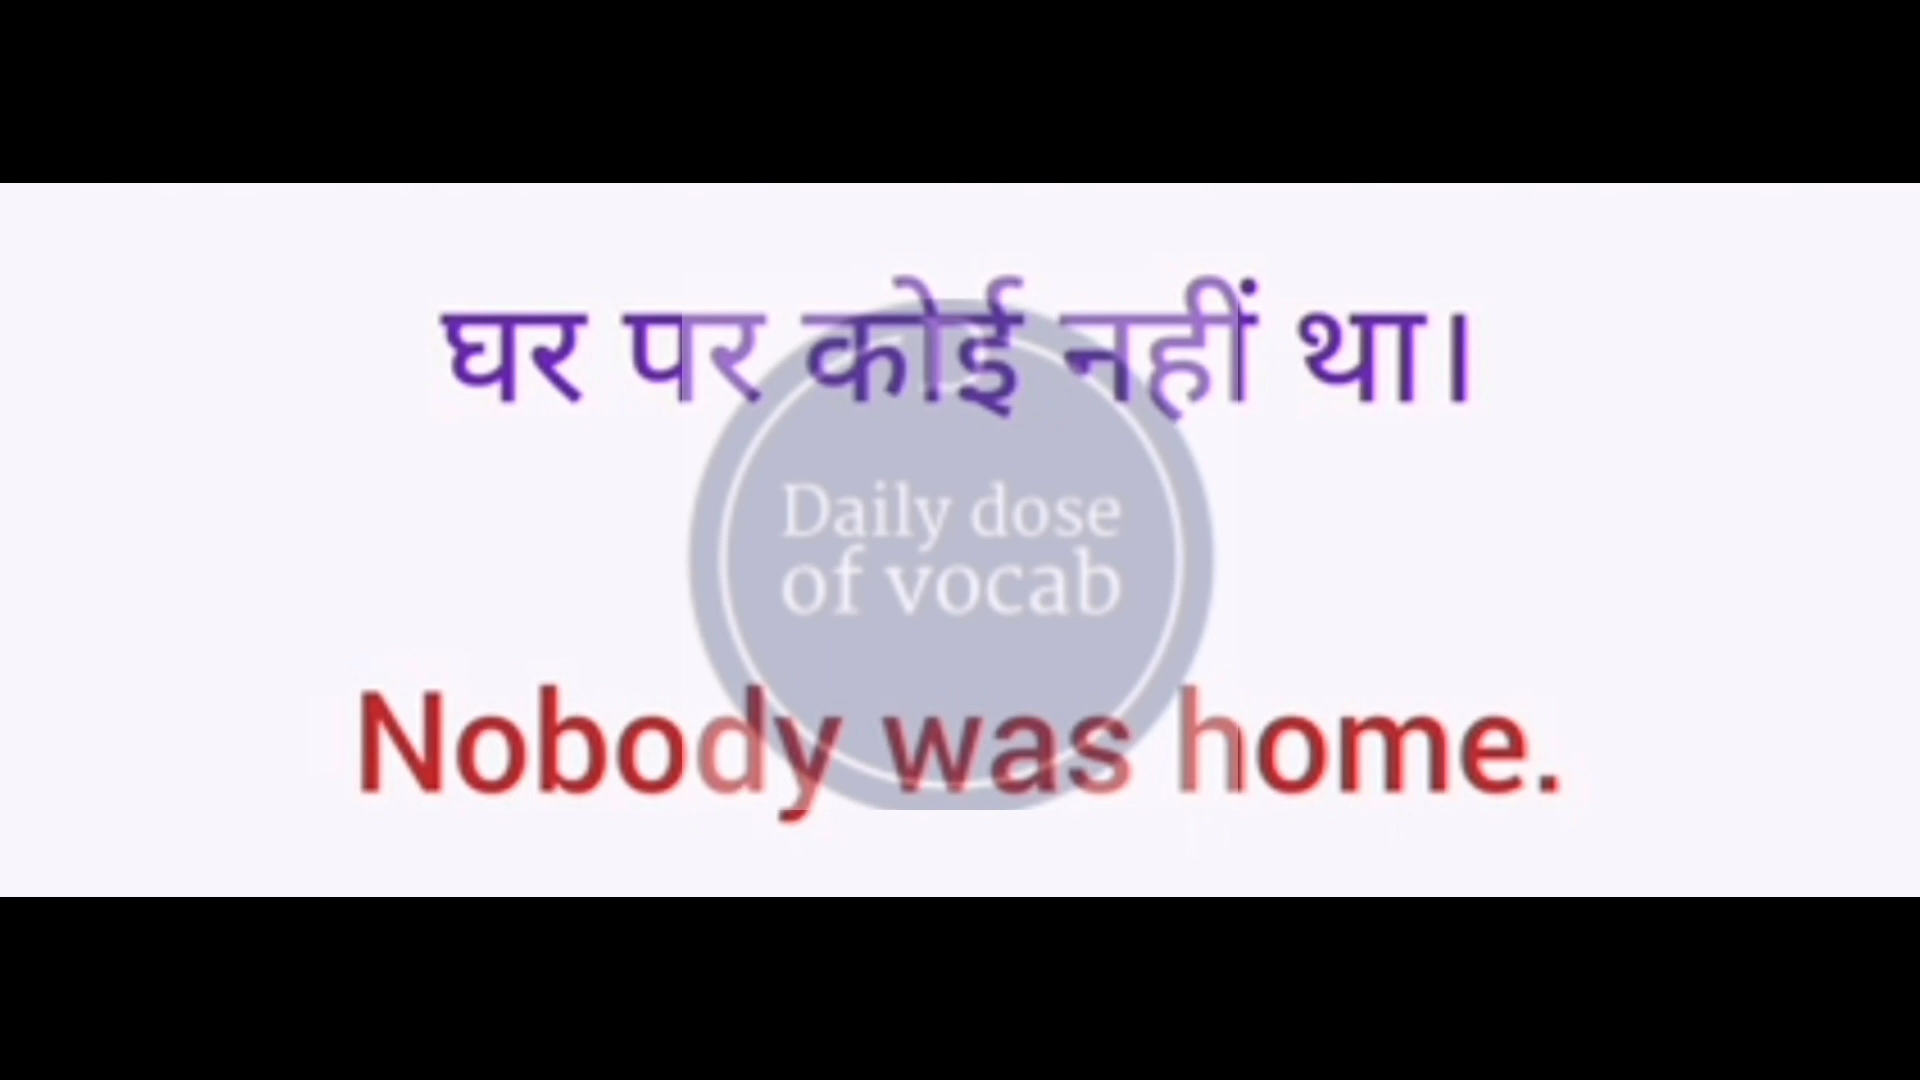 घर पर कोई नहीं था।
Daily dose
of vocab
Nobody was home.